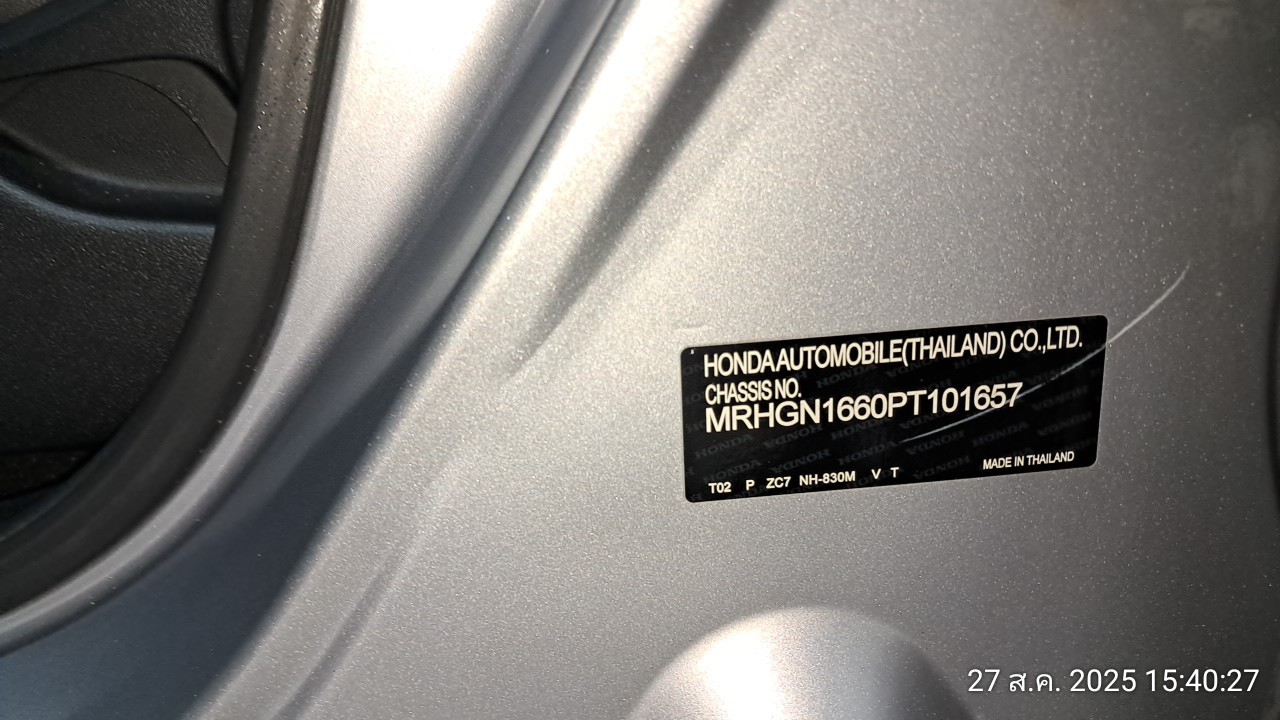 HONDA AUTOMOBILE(THAILAND) CO.,LTD.
CHASSIS NO.
MRHGN1660PT101657
T02 P ZC7 NH-830M V T
MADE IN THAILAND
27 ส.ค. 2025 15:40:27